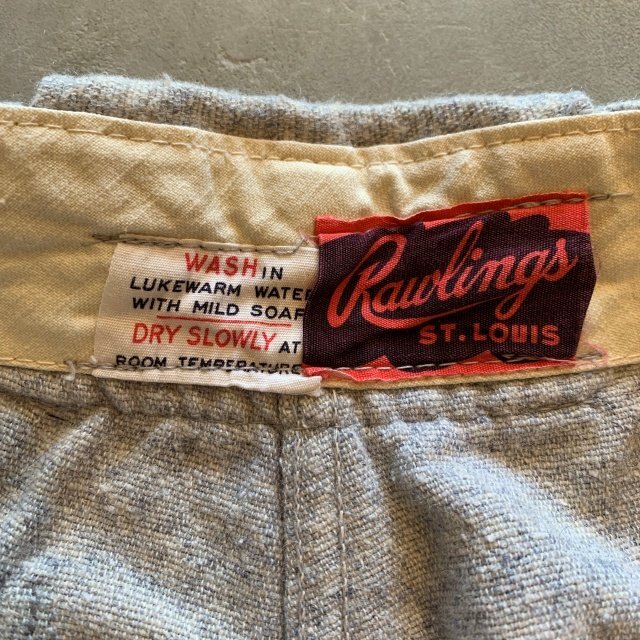 WASH IN
LUKEWARM WATER
WITH MILD SOAP
DRY SLOWLY AT
ROOM TEMPERATURE
Rawlings
ST. LOUIS